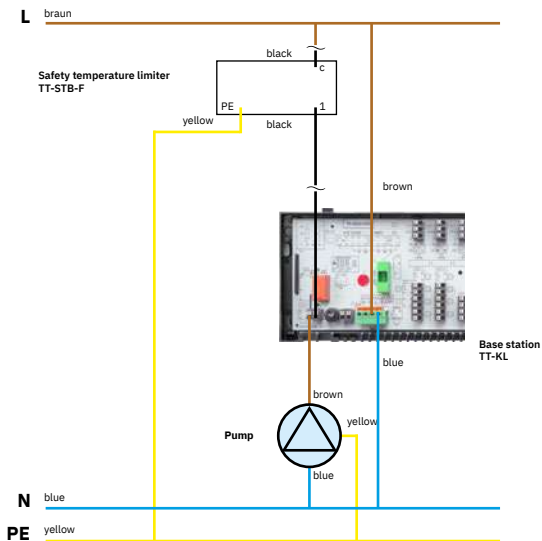 L braun
black
c
Safety temperature limiter
TT-STB-F
PE
1
yellow
black
brown
Base station
TT-KL
blue
brown
yellow
Pump
blue
N blue
PE yellow